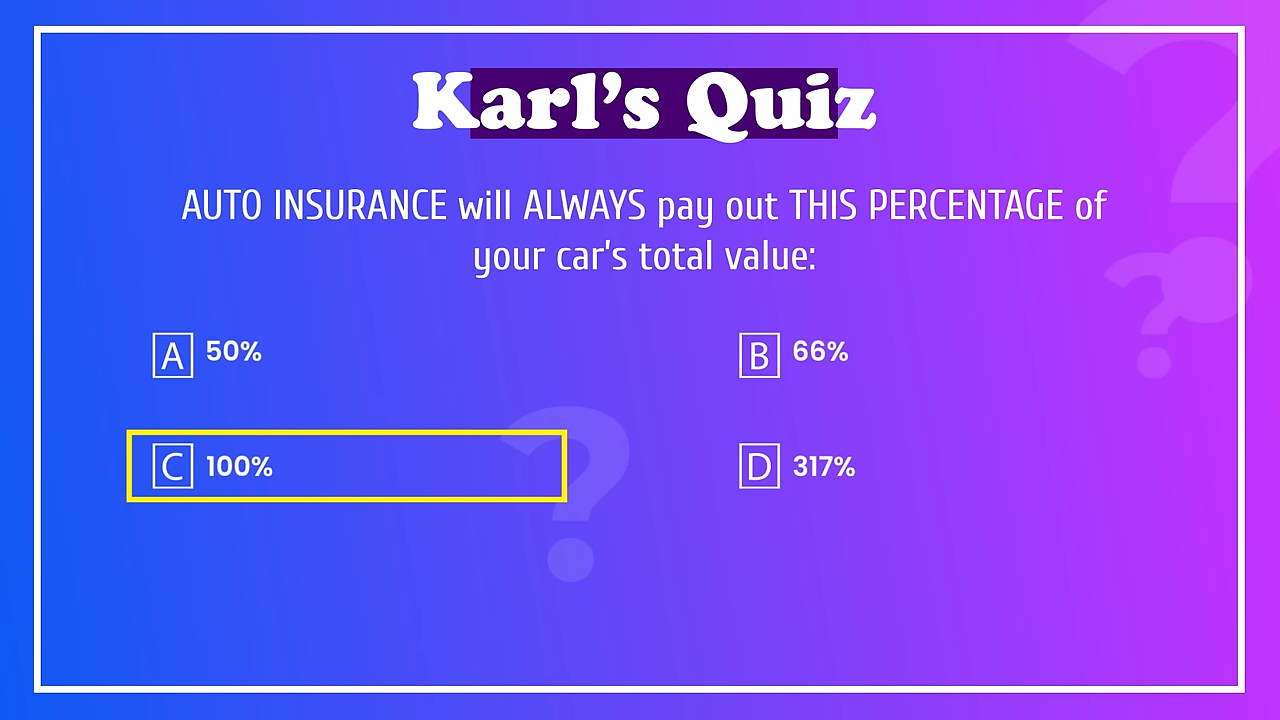 Karl's Quiz
AUTO INSURANCE will ALWAYS pay out THIS PERCENTAGE of
your car's total value:
A 50%
B 66%
C 100%
D 317%